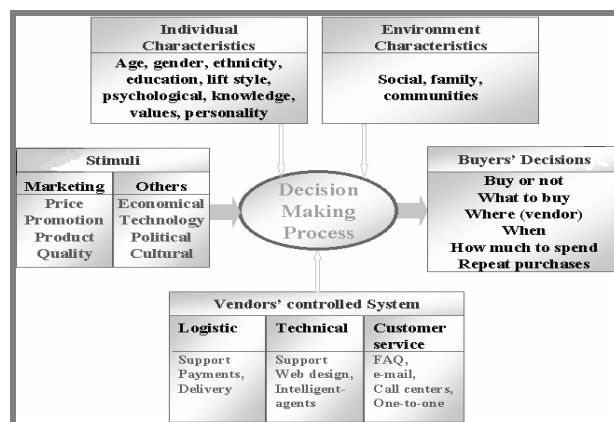 Individual
Characteristics
Age, gender, ethnicity,
education, lift style,
psychological, knowledge,
values, personality
Environment
Characteristics
Social, family,
communities
Stimuli
Marketing
Price
Promotion
Product
Quality
Others
Economical
Technology
Political
Cultural
Decision
Making
Process
Buyers' Decisions
Buy or not
What to buy
Where (vendor)
When
How much to spend
Repeat purchases
Vendors' controlled System
Logistic
Support
Payments,
Delivery
Technical
Support
Web design,
Intelligent-
agents
Customer
service
FAQ,
e-mail,
Call centers,
One-to-one